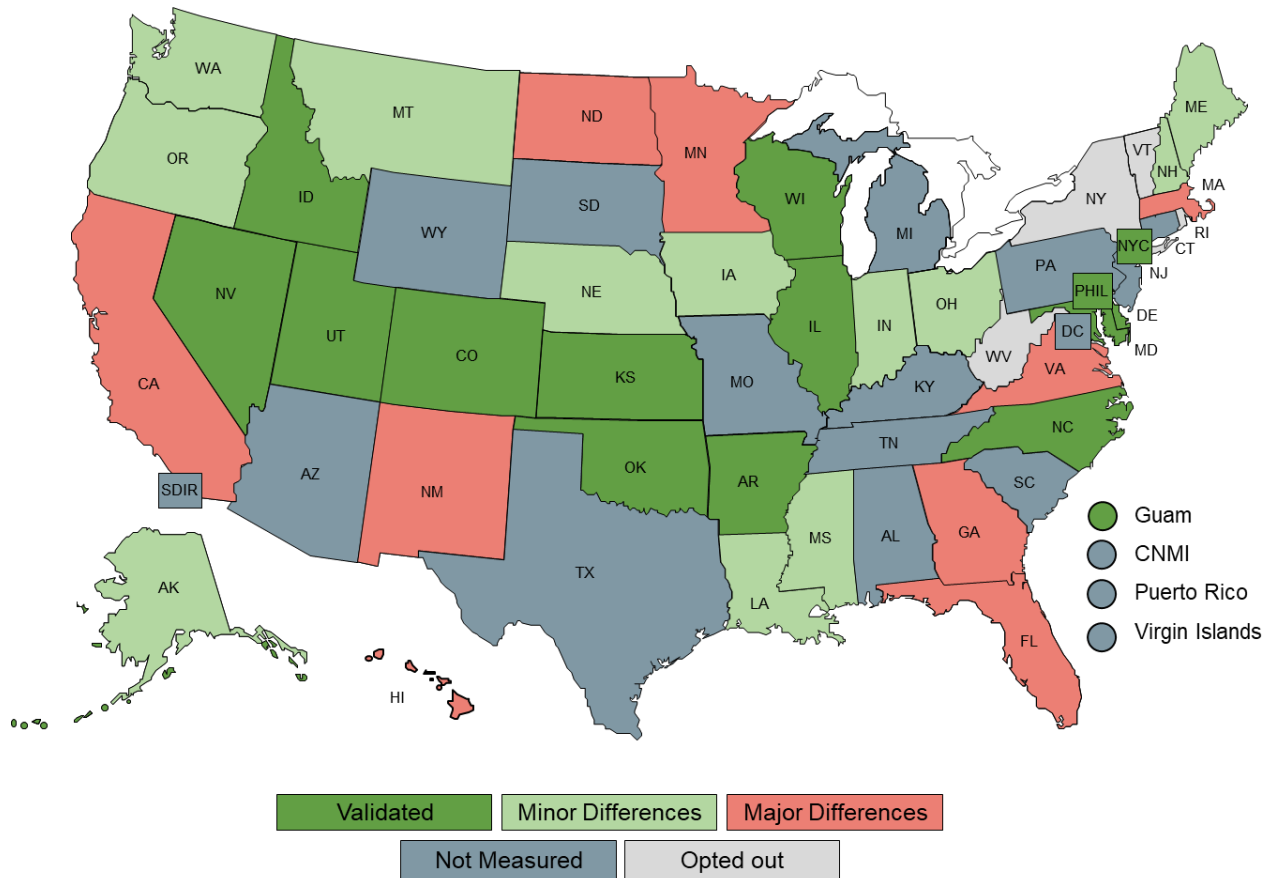 WA
MT
ND
MN
ME
VT
NH
OR
ID
SD
WI
NY
MA
WY
MI
RI
CT
NYC
NJ
PA
NE
IA
PHIL
NV
UT
CO
IL
IN
OH
DE
DC
MD
WV
VA
CA
KS
MO
KY
NC
TN
SDIR
AZ
NM
OK
AR
SC
GA
MS
AL
TX
LA
FL
AK
HI
Guam
CNMI
Puerto Rico
Virgin Islands
Validated
Minor Differences
Major Differences
Not Measured
Opted out